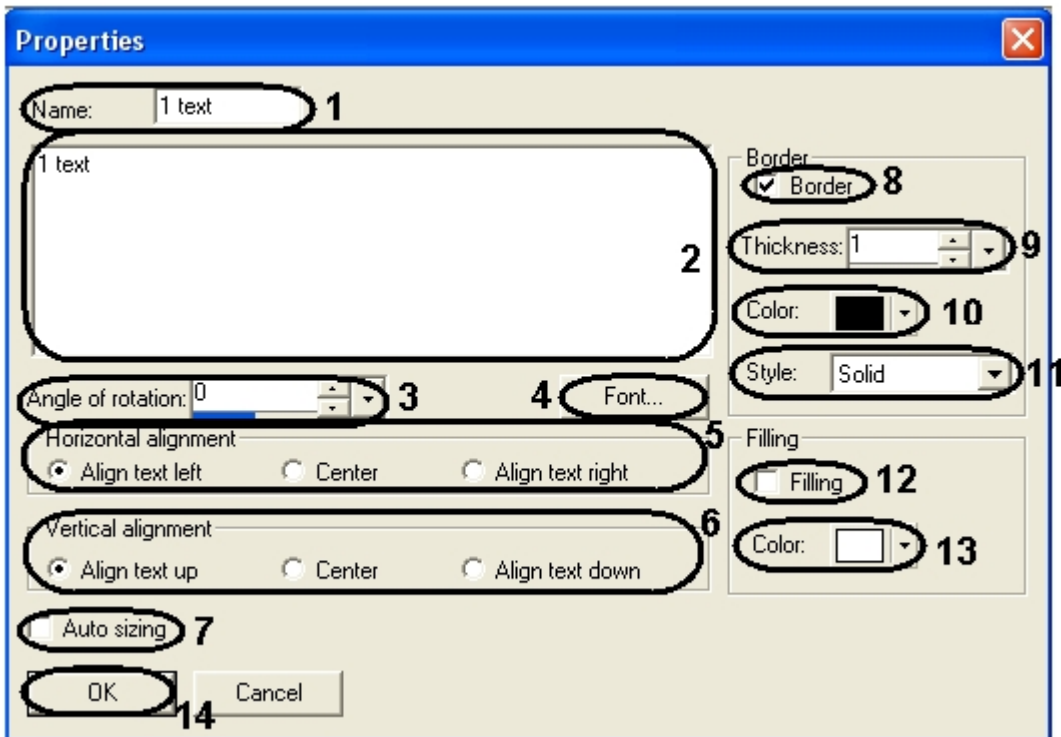 Properties
Name: 1 text 1
1 text
2
Angle of rotation: 0 3
4 Font...
Horizontal alignment 5
Align text left Center Align text right
Vertical alignment 6
Align text up Center Align text down
Auto sizing 7
OK Cancel
14
Border
Border 8
Thickness: 1 9
Color: 10
Style: Solid 11
Filling
Filling 12
Color: 13